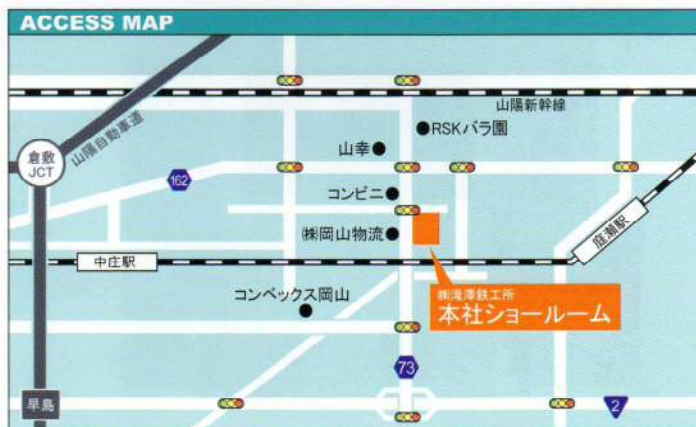 ACCESS MAP
山陽新幹線
RSKバラ園
山陽自動車道
倉敷
JCT
山幸
162
コンビニ
(株)岡山物流
庭瀬駅
中庄駅
コンベックス岡山
㈱滝澤鉄工所
本社ショールーム
73
早島
2